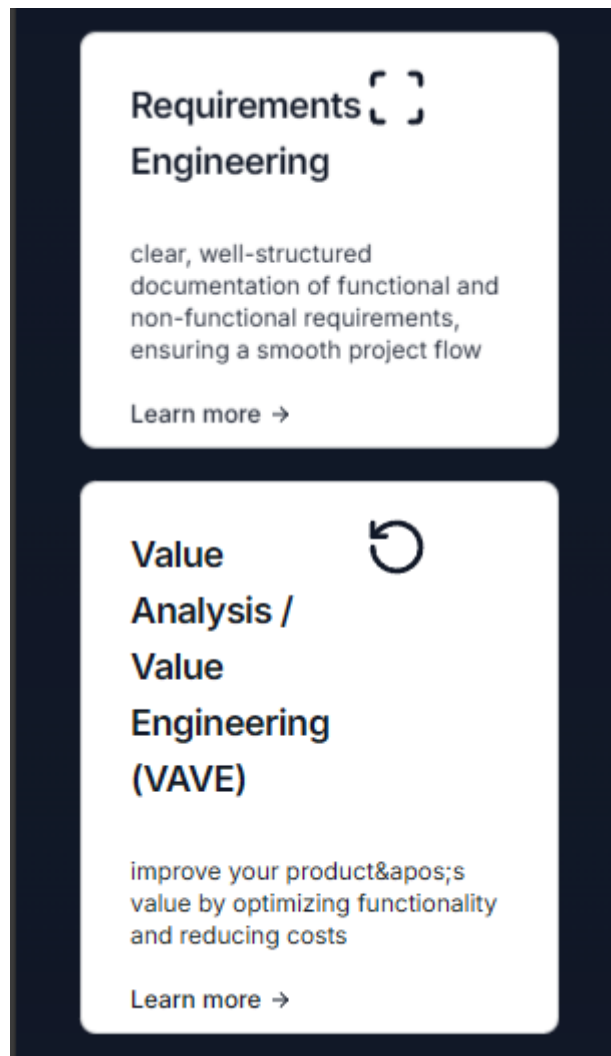 Requirements
Engineering
clear, well-structured
documentation of functional and
non-functional requirements,
ensuring a smooth project flow
Learn more →
Value
Analysis /
Value
Engineering
(VAVE)
improve your product&apos;s
value by optimizing functionality
and reducing costs
Learn more →